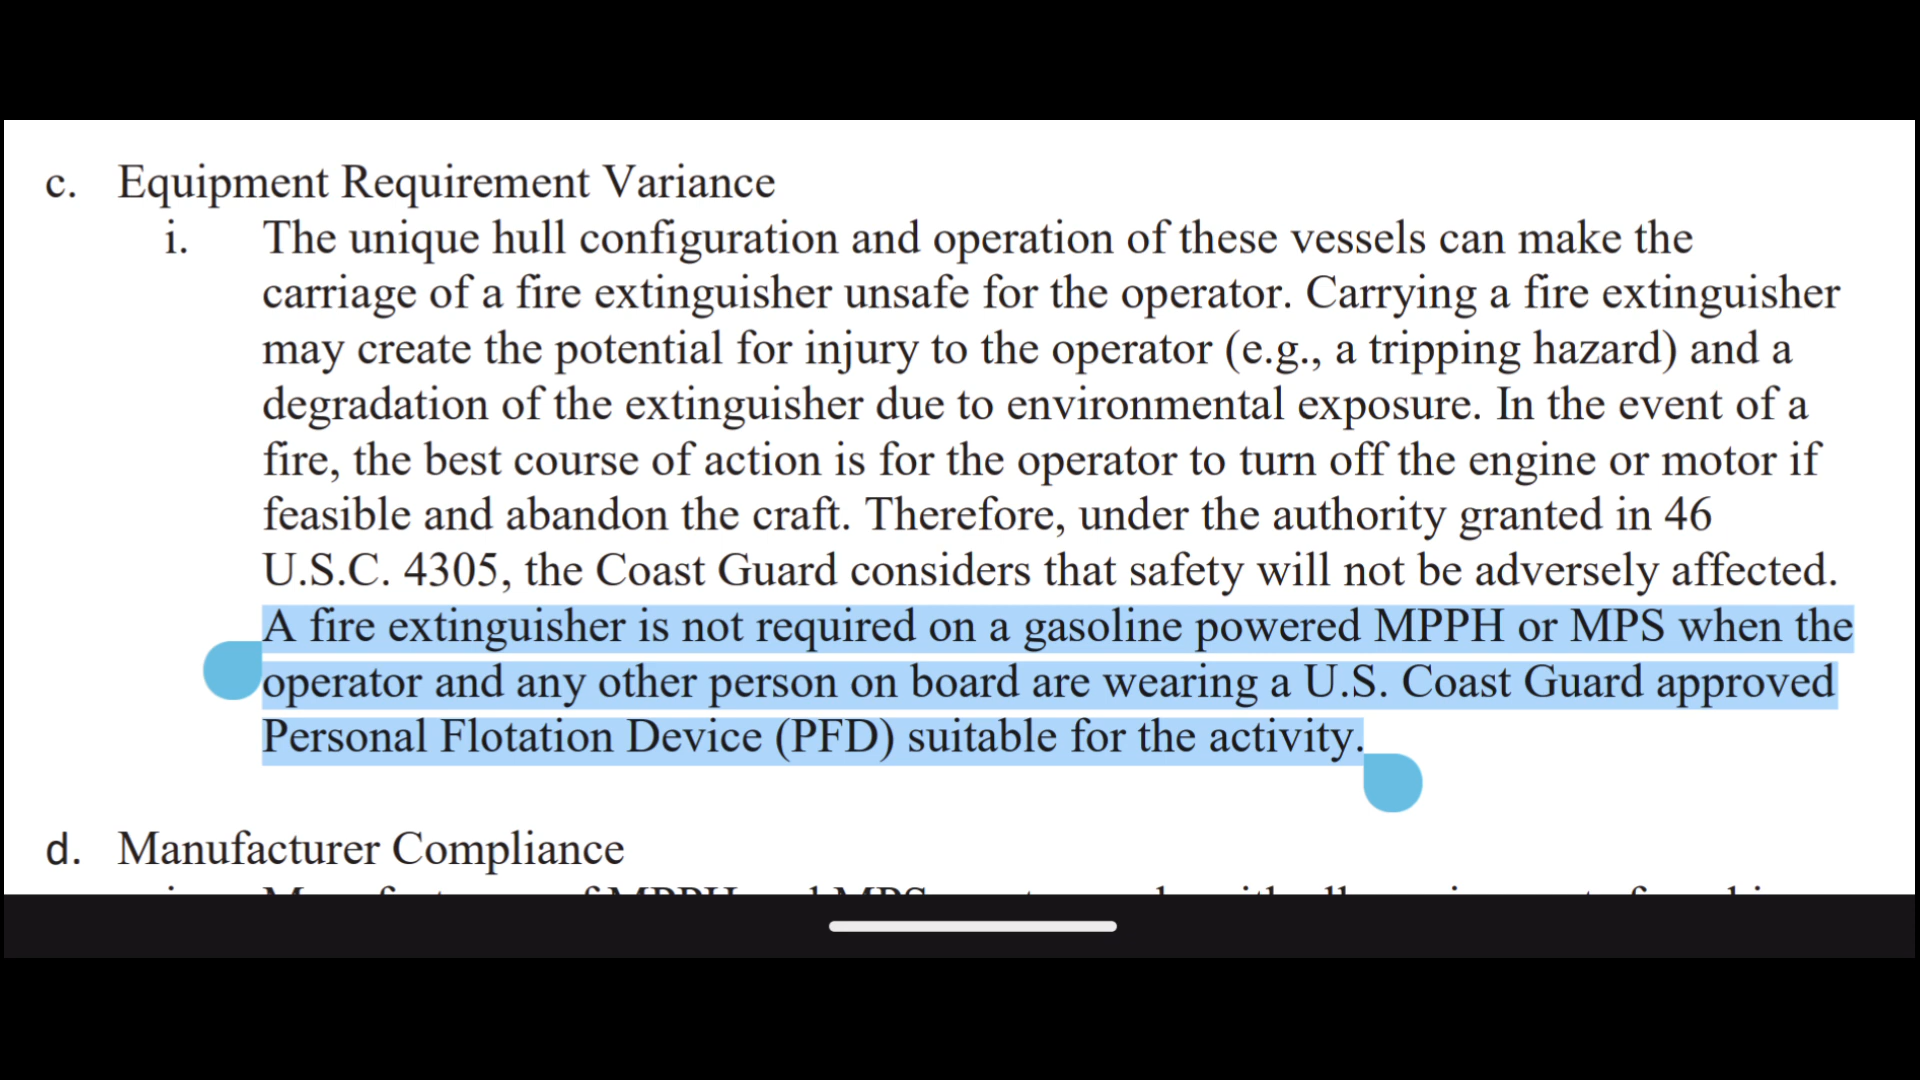 c. Equipment Requirement Variance
i. The unique hull configuration and operation of these vessels can make the
carriage of a fire extinguisher unsafe for the operator. Carrying a fire extinguisher
may create the potential for injury to the operator (e.g., a tripping hazard) and a
degradation of the extinguisher due to environmental exposure. In the event of a
fire, the best course of action is for the operator to turn off the engine or motor if
feasible and abandon the craft. Therefore, under the authority granted in 46
U.S.C. 4305, the Coast Guard considers that safety will not be adversely affected.
A fire extinguisher is not required on a gasoline powered MPPH or MPS when the
operator and any other person on board are wearing a U.S. Coast Guard approved
Personal Flotation Device (PFD) suitable for the activity.
d. Manufacturer Compliance